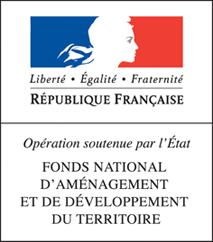 Liberté • Égalité • Fraternité
RÉPUBLIQUE FRANÇAISE
Opération soutenue par l'État
FONDS NATIONAL
D'AMÉNAGEMENT
ET DE DÉVELOPPEMENT
DU TERRITOIRE